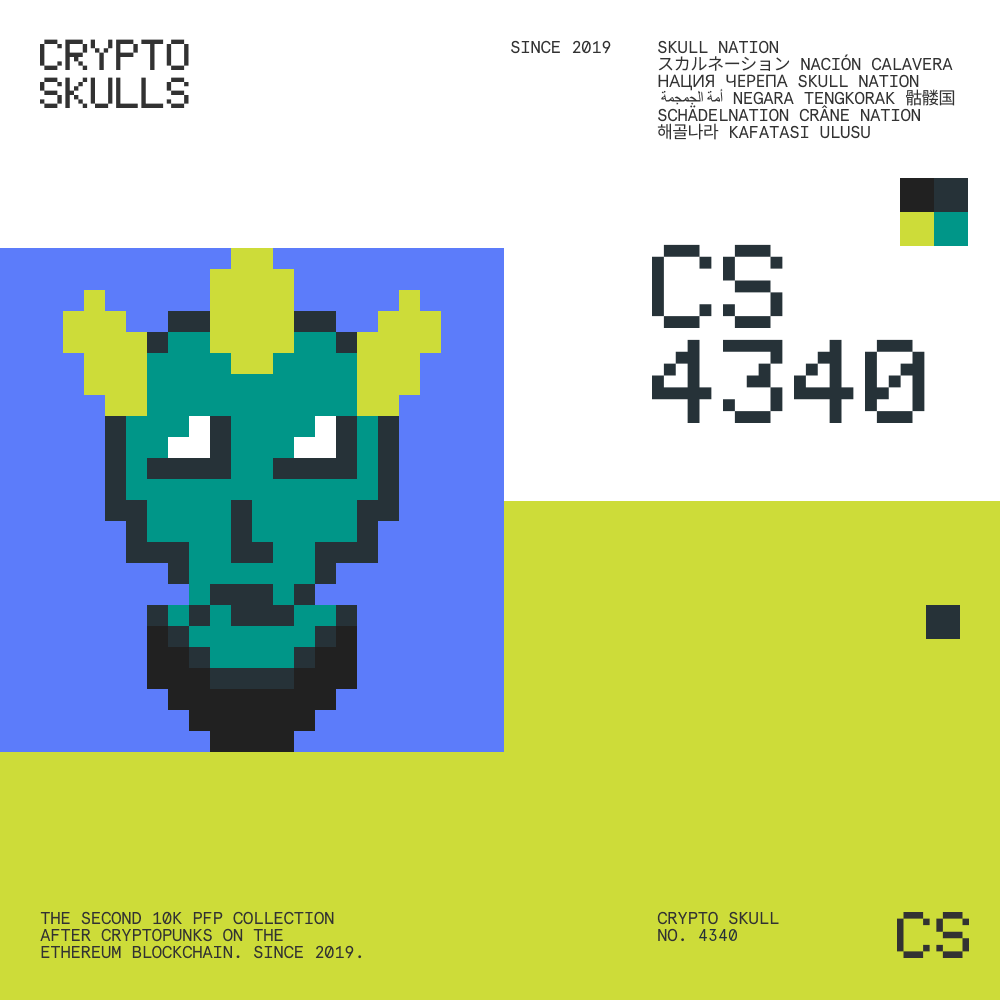 CRYPTO
SKULLS
SINCE 2019
SKULL NATION
スカルネーション NACIÓN CALAVERA
НАЦИЯ ЧЕРЕПА SKULL NATION
أمة الجمجمة NEGARA TENGKORAK 骷髅国
SCHÄDELNATION CRÂNE NATION
해골나라 KAFATASI ULUSU
CS
4340
THE SECOND 10K PFP COLLECTION
AFTER CRYPTOPUNKS ON THE
ETHEREUM BLOCKCHAIN. SINCE 2019.
CRYPTO SKULL
NO. 4340
CS